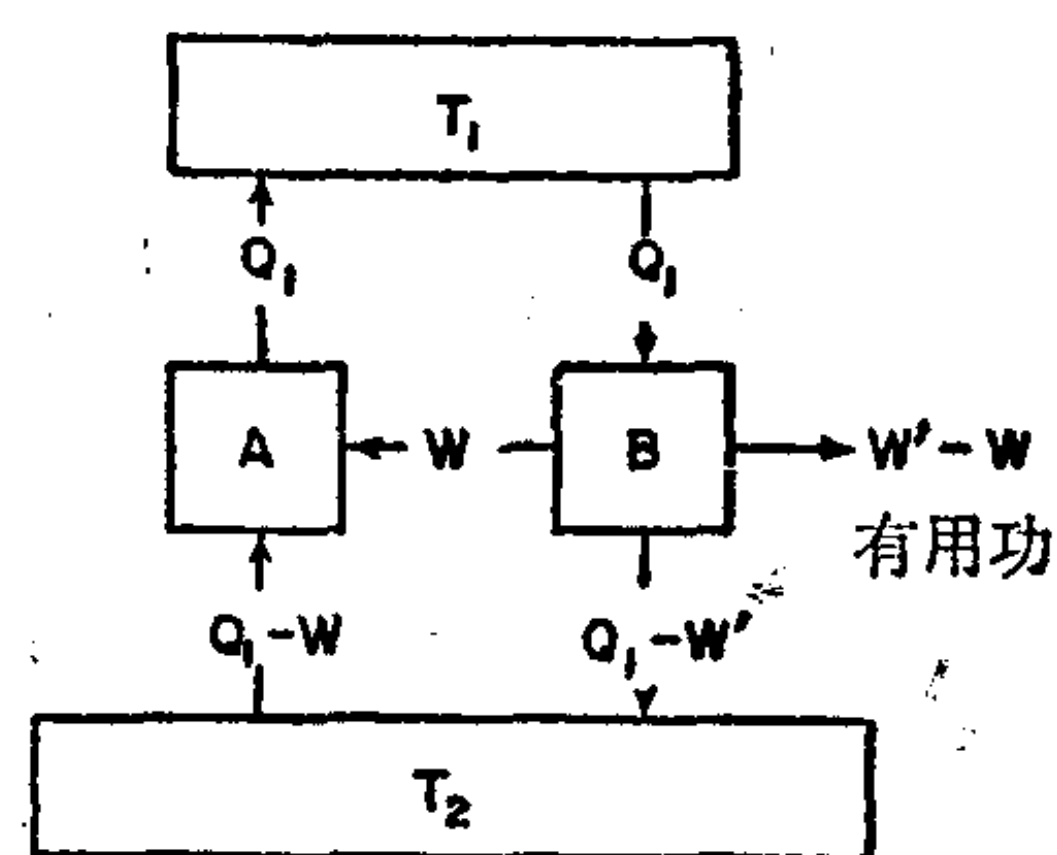 T₁
Q₁ Q₁
A W B W′-W
有用功
Q₁-W Q₁-W′
T₂